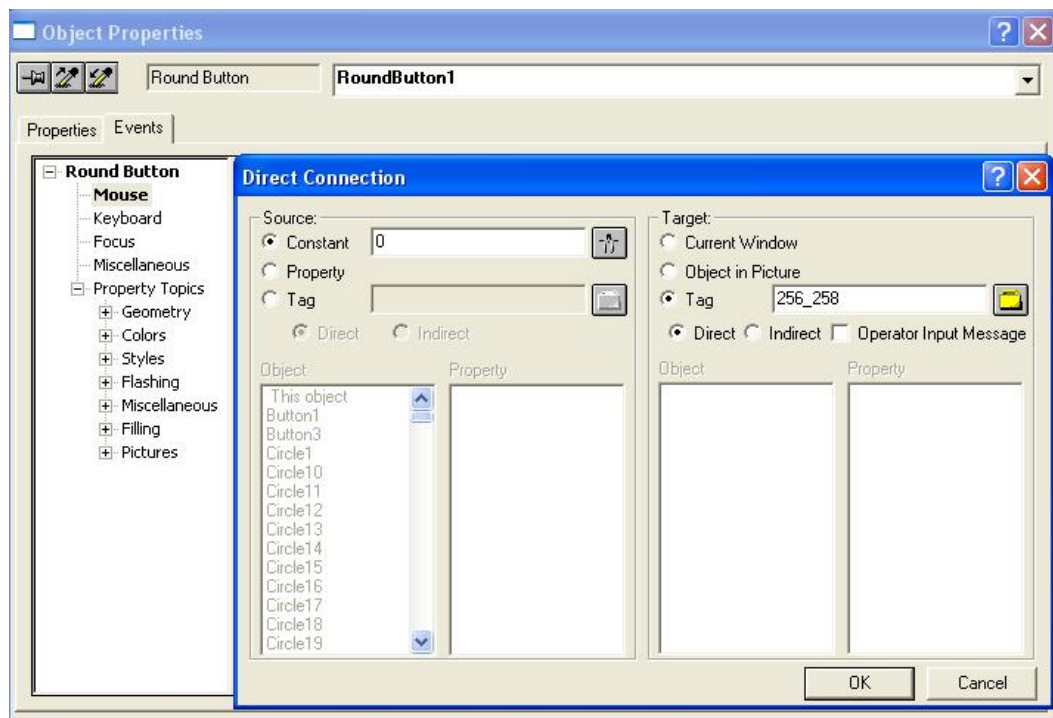 Object Properties
Round Button
RoundButton1
Properties
Events
Round Button
Mouse
Keyboard
Focus
Miscellaneous
Property Topics
Geometry
Colors
Styles
Flashing
Miscellaneous
Filling
Pictures
Direct Connection
Source:
Constant 0
Property
Tag
Direct Indirect
Object Property
This object
Button1
Button3
Circle1
Circle10
Circle11
Circle12
Circle13
Circle14
Circle15
Circle16
Circle17
Circle18
Circle19
Target:
Current Window
Object in Picture
Tag 256_258
Direct Indirect Operator Input Message
Object Property
OK Cancel